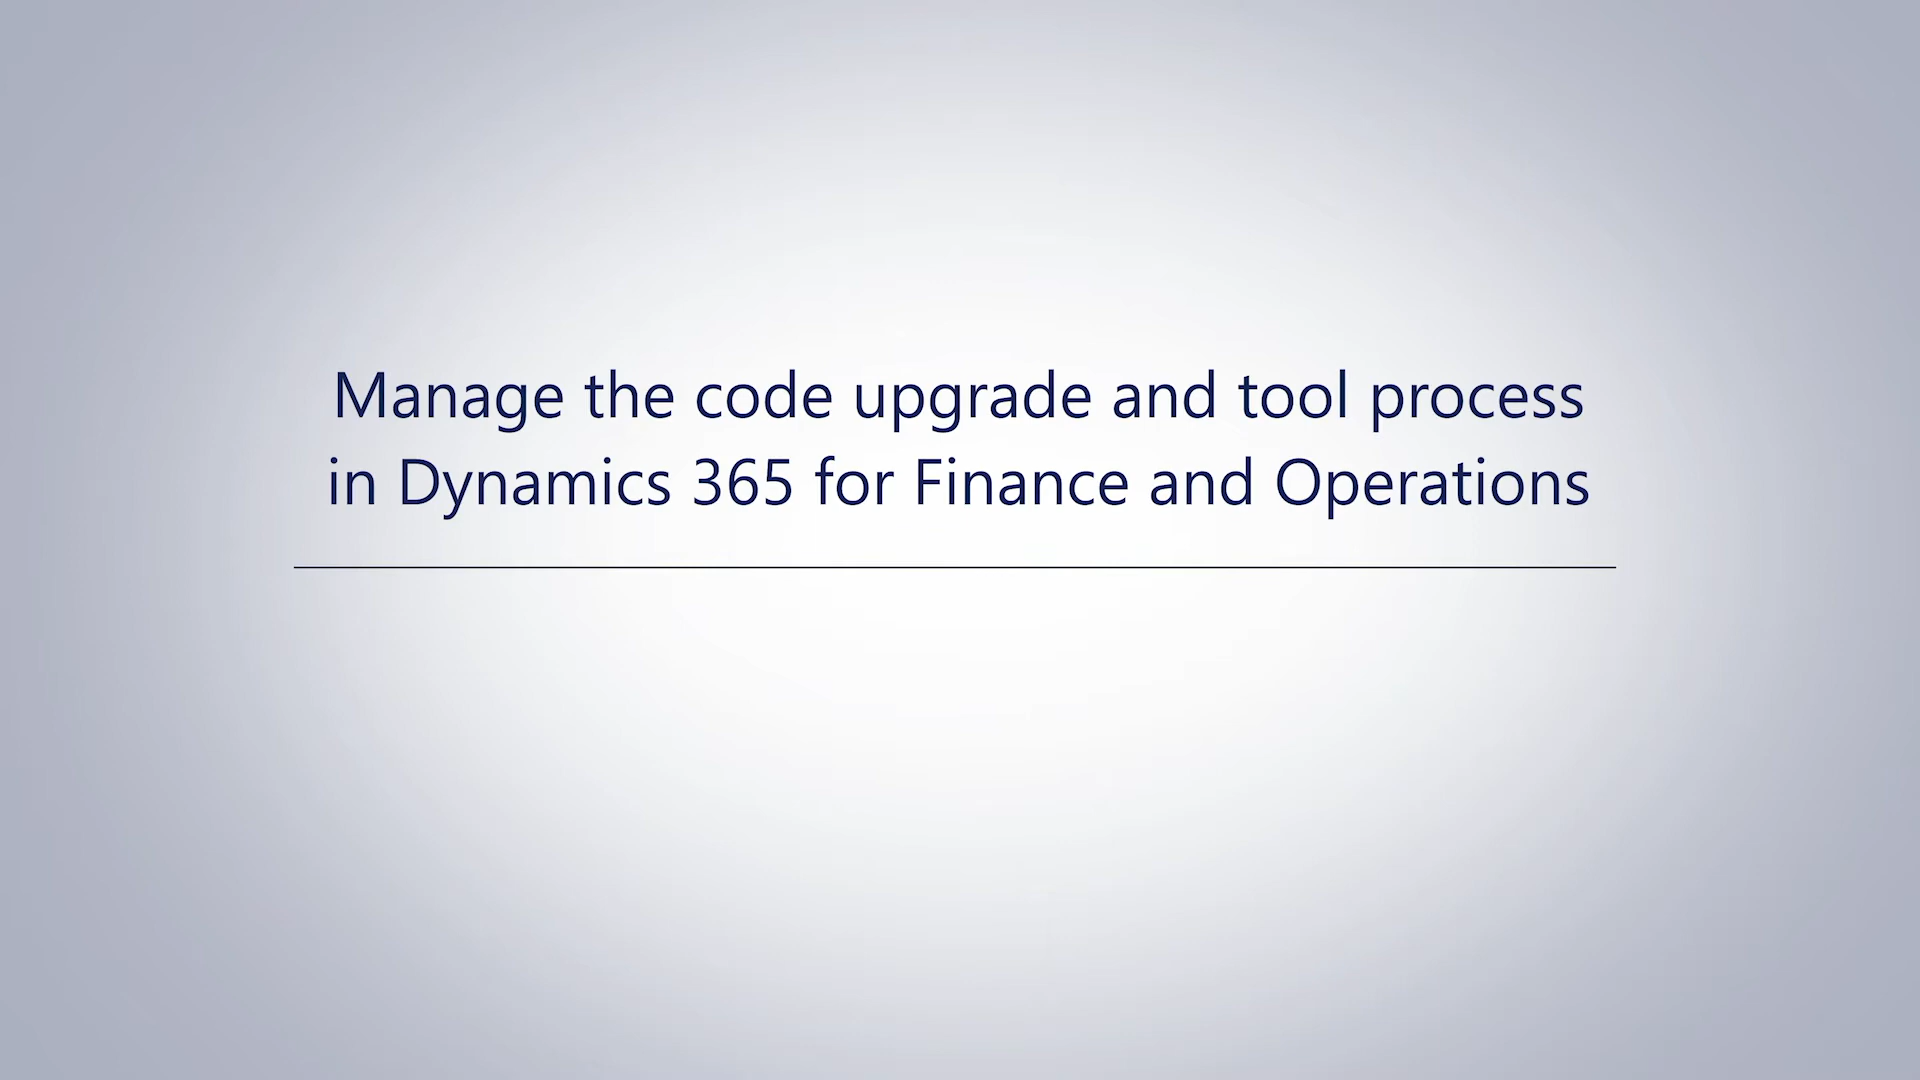 Manage the code upgrade and tool process
in Dynamics 365 for Finance and Operations